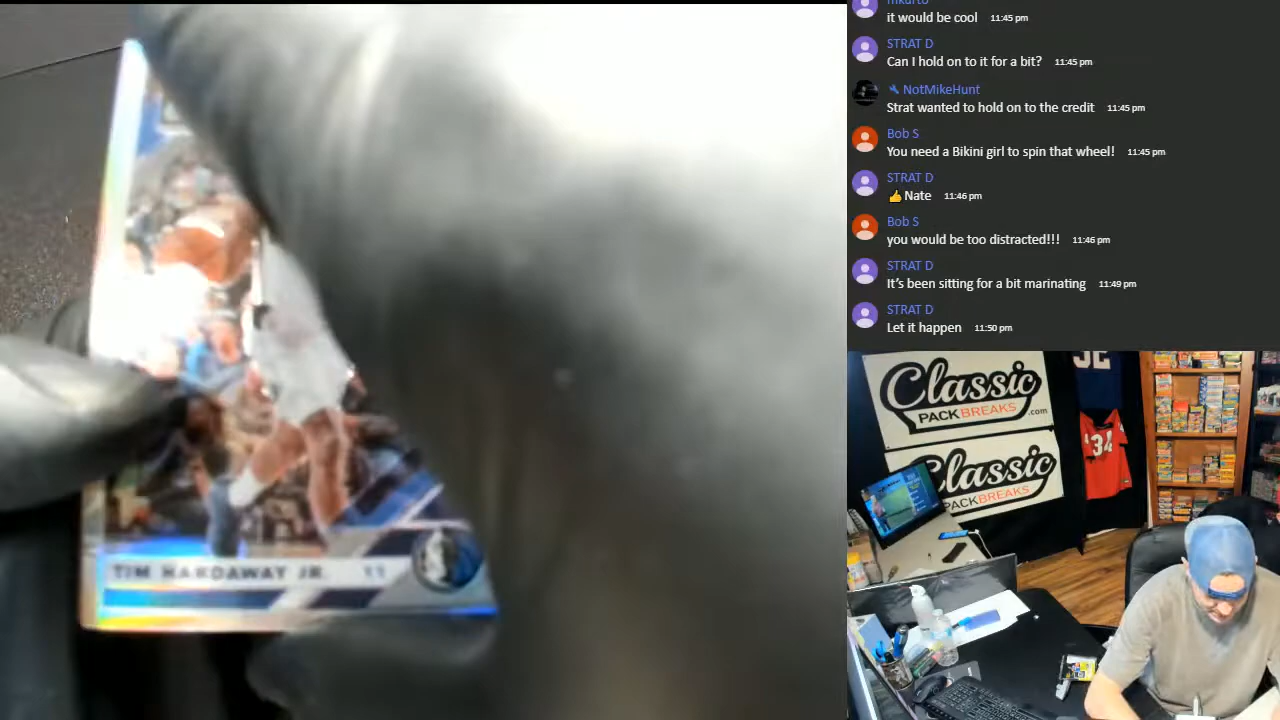 TIM HARDAWAY JR. 11
mkurto
it would be cool 11:45 pm
STRAT D
Can I hold on to it for a bit? 11:45 pm
NotMikeHunt
Strat wanted to hold on to the credit 11:45 pm
Bob S
You need a Bikini girl to spin that wheel! 11:45 pm
STRAT D
👍Nate 11:46 pm
Bob S
you would be too distracted!!! 11:46 pm
STRAT D
It's been sitting for a bit marinating 11:49 pm
STRAT D
Let it happen 11:50 pm
Classic
PACKBREAKS.com
Classic
PACKBREAKS
34